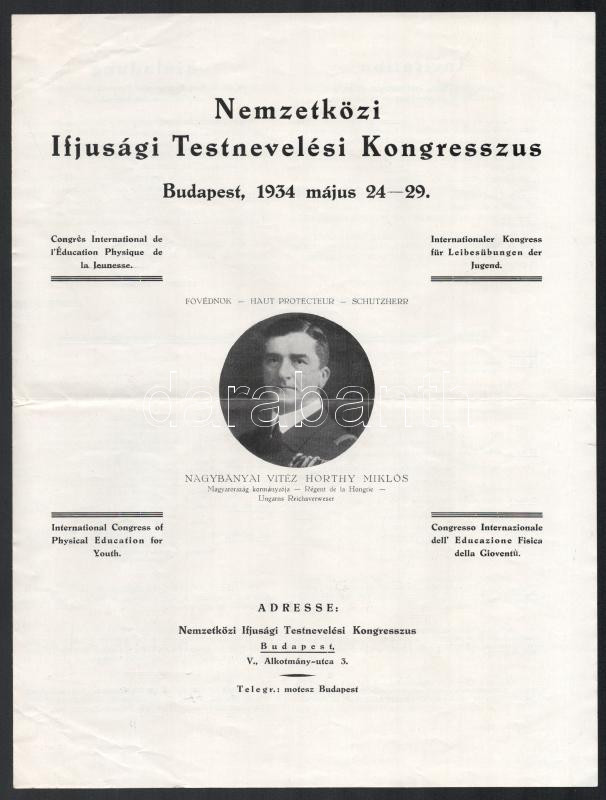 Nemzetközi
Ifjusági Testnevelési Kongresszus
Budapest, 1934 május 24—29.
Congrès International de
l'Éducation Physique de
la Jeunesse.
Internationaler Kongress
für Leibesübungen der
Jugend.
FŐVÉDNÖK — HAUT PROTECTEUR — SCHUTZHERR
darabanth
NAGYBÁNYAI VITÉZ HORTHY MIKLÓS
Magyarország kormányzója — Régent de la Hongrie —
Ungarns Reichsverweser
International Congress of
Physical Education for
Youth.
Congresso Internazionale
dell' Educazione Fisica
della Gioventù.
ADRESSE:
Nemzetközi Ifjusági Testnevelési Kongresszus
Budapest,
V., Alkotmány-utca 3.
Telegr.: motesz Budapest